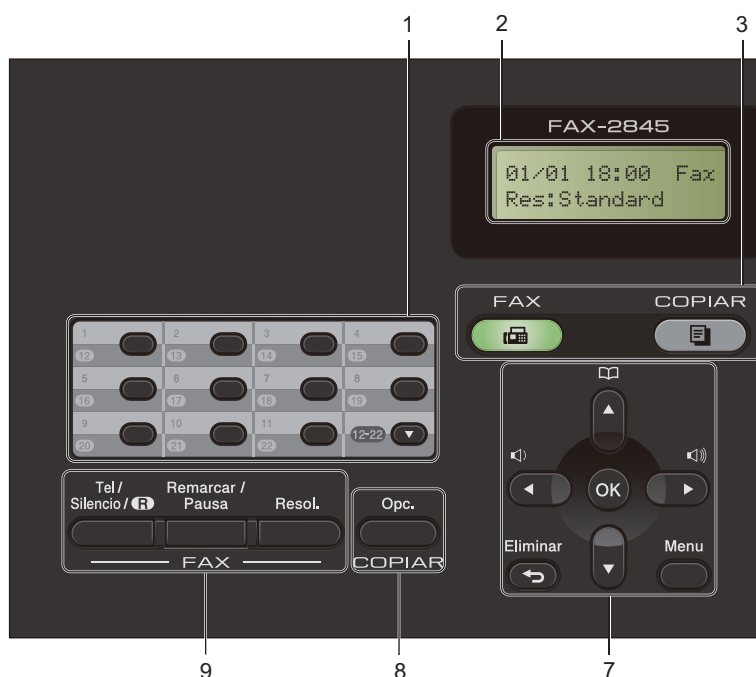 1 2 3
FAX-2845
01/01 18:00 Fax
Res:Standard
FAX COPIAR
1 2 3 4
12 13 14 15
5 6 7 8
16 17 18 19
9 10 11 12-22
20 21 22
Tel /
Silencio / R
Remarcar /
Pausa
Resol.
FAX
Opc.
COPIAR
OK
Eliminar Menu
9 8 7